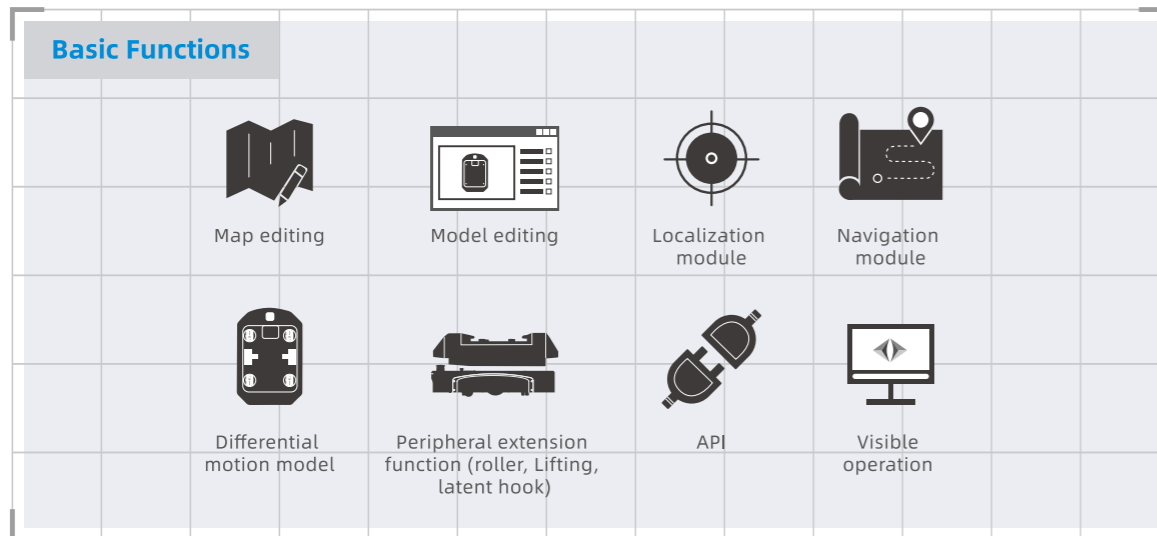 Basic Functions
Map editing
Model editing
Localization
module
Navigation
module
Differential
motion model
Peripheral extension
function (roller, Lifting,
latent hook)
API
Visible
operation